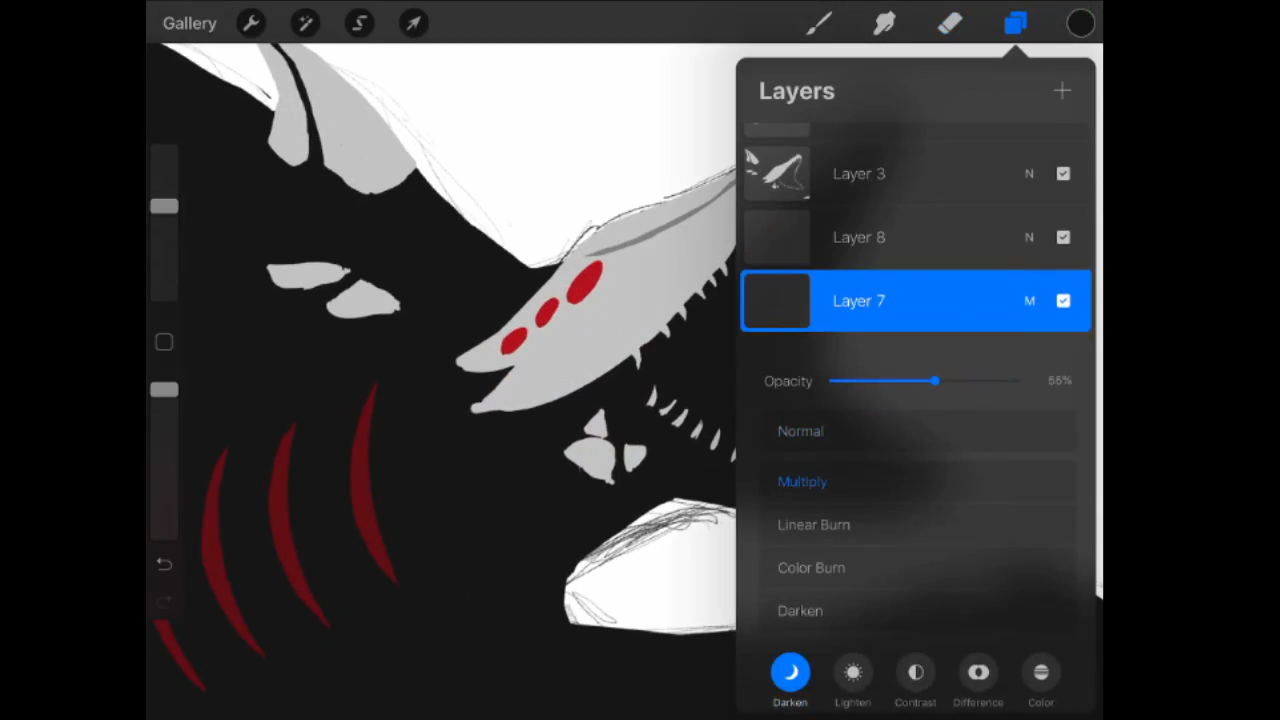 Gallery
Layers
Layer 3 N
Layer 8 N
Layer 7 M
Opacity 55%
Normal
Multiply
Linear Burn
Color Burn
Darken
Darken Lighten Contrast Difference Color